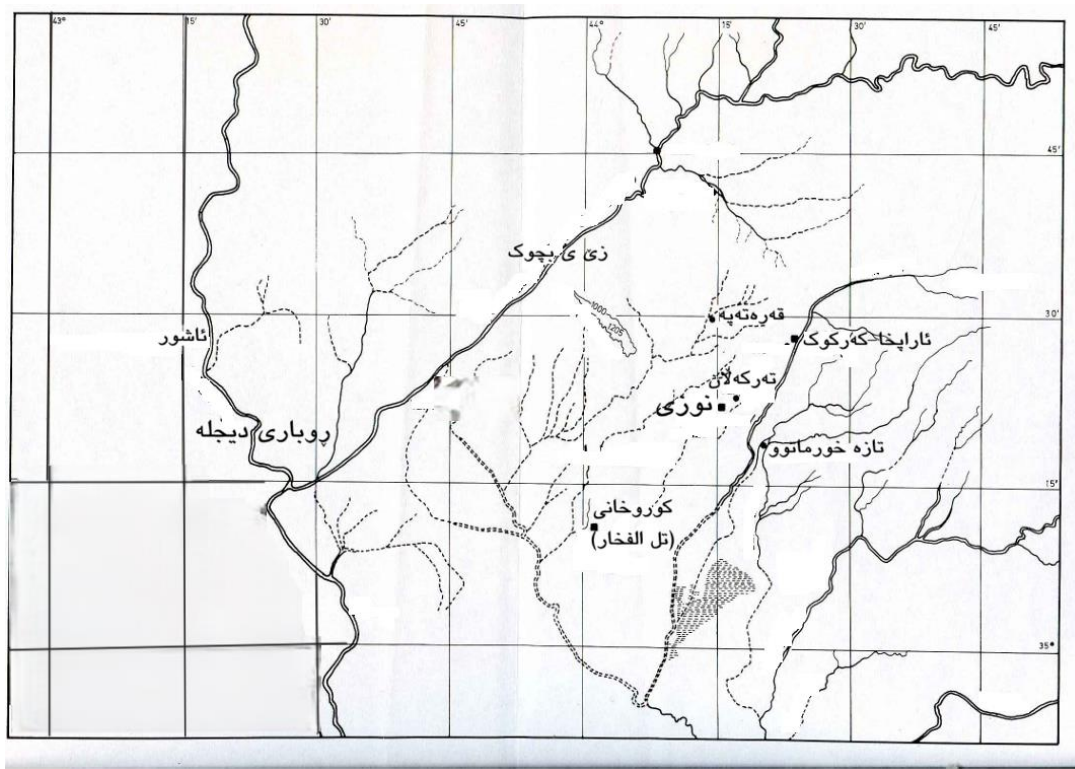 43° 15' 30' 45' 44° 15' 30' 45'
45'
زێ ێ بچوک
قەرەتەپە
30'
ئاراپخا - کەرکوک
ئاشور
1000
1205
تەرکەلان
نوزی
ڕوباری دیجلە
تازە خورماتوو
15'
کوروخانی
(تل الفخار)
35°